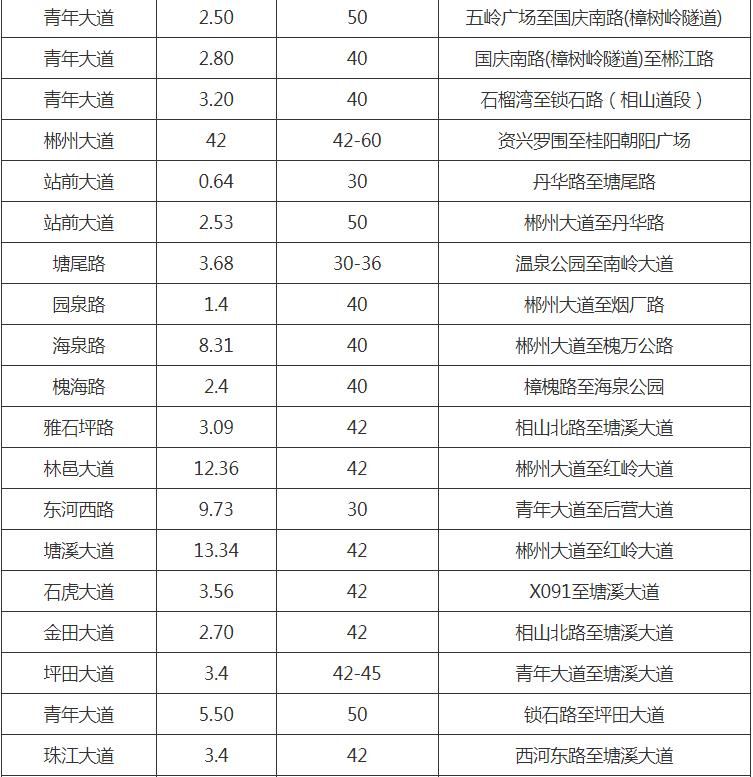 青年大道 2.50 50 五岭广场至国庆南路(樟树岭隧道)
青年大道 2.80 40 国庆南路(樟树岭隧道)至郴江路
青年大道 3.20 40 石榴湾至锁石路（相山道段）
郴州大道 42 42-60 资兴罗围至桂阳朝阳广场
站前大道 0.64 30 丹华路至塘尾路
站前大道 2.53 50 郴州大道至丹华路
塘尾路 3.68 30-36 温泉公园至南岭大道
园泉路 1.4 40 郴州大道至烟厂路
海泉路 8.31 40 郴州大道至槐万公路
槐海路 2.4 40 樟槐路至海泉公园
雅石坪路 3.09 42 相山北路至塘溪大道
林邑大道 12.36 42 郴州大道至红岭大道
东河西路 9.73 30 青年大道至后营大道
塘溪大道 13.34 42 郴州大道至红岭大道
石虎大道 3.56 42 X091至塘溪大道
金田大道 2.70 42 相山北路至塘溪大道
坪田大道 3.4 42-45 青年大道至塘溪大道
青年大道 5.50 50 锁石路至坪田大道
珠江大道 3.4 42 西河东路至塘溪大道